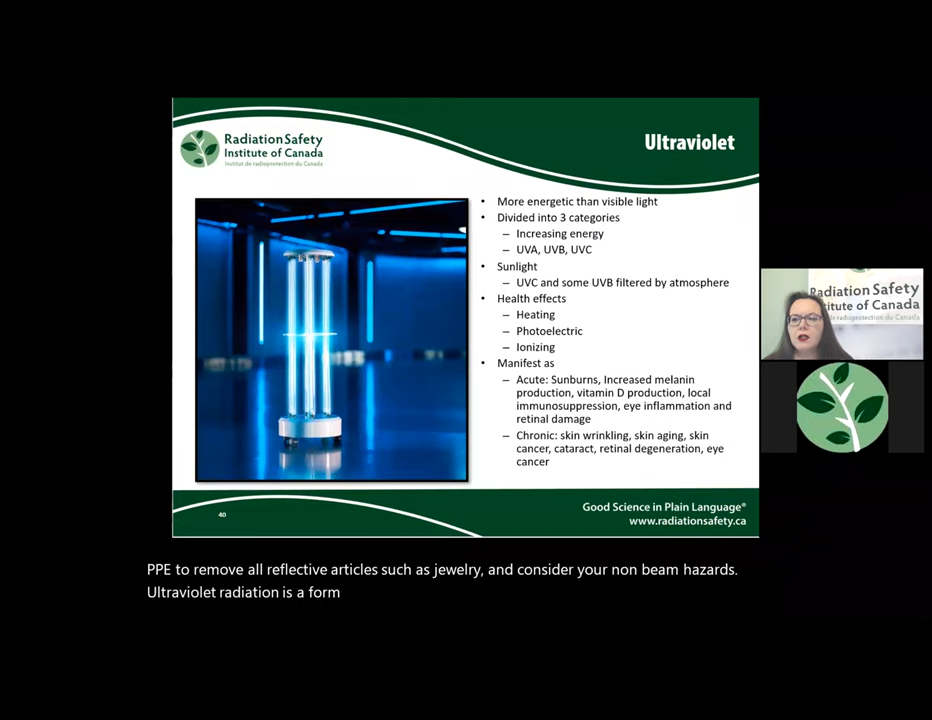 Radiation Safety
Institute of Canada
Institut de radioprotection du Canada
Ultraviolet
• More energetic than visible light
• Divided into 3 categories
– Increasing energy
– UVA, UVB, UVC
• Sunlight
– UVC and some UVB filtered by atmosphere
• Health effects
– Heating
– Photoelectric
– Ionizing
• Manifest as
– Acute: Sunburns, Increased melanin
production, vitamin D production, local
immunosuppression, eye inflammation and
retinal damage
– Chronic: skin wrinkling, skin aging, skin
cancer, cataract, retinal degeneration, eye
cancer
40
Good Science in Plain Language®
www.radiationsafety.ca
Radiation Safety
titute of Canada
de radioprotection du Canada
PPE to remove all reflective articles such as jewelry, and consider your non beam hazards.
Ultraviolet radiation is a form